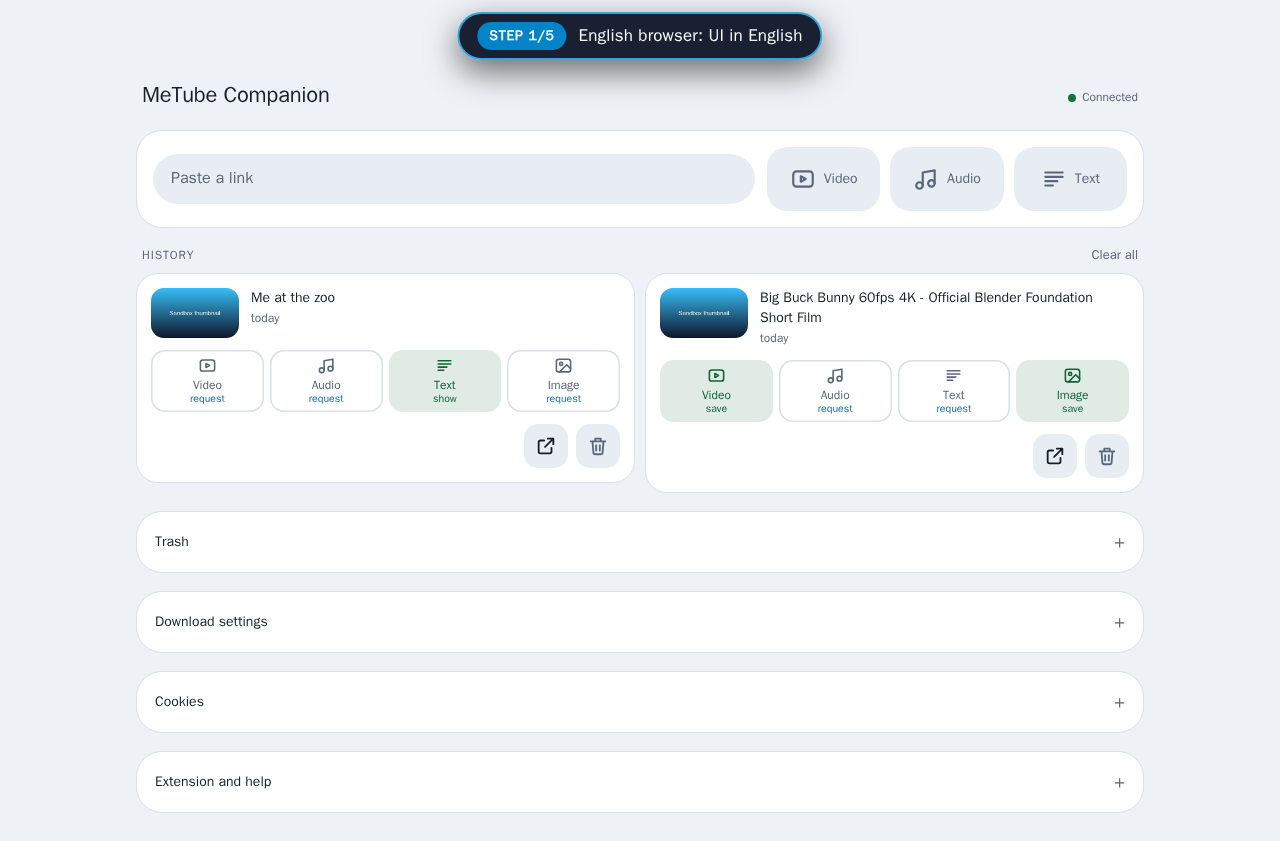 STEP 1/5 English browser: UI in English
MeTube Companion
Connected
Paste a link
Video
Audio
Text
HISTORY
Clear all
Sandbox thumbnail
Me at the zoo
today
Video
request
Audio
request
Text
show
Image
request
Sandbox thumbnail
Big Buck Bunny 60fps 4K - Official Blender Foundation
Short Film
today
Video
save
Audio
request
Text
request
Image
save
Trash
+
Download settings
+
Cookies
+
Extension and help
+